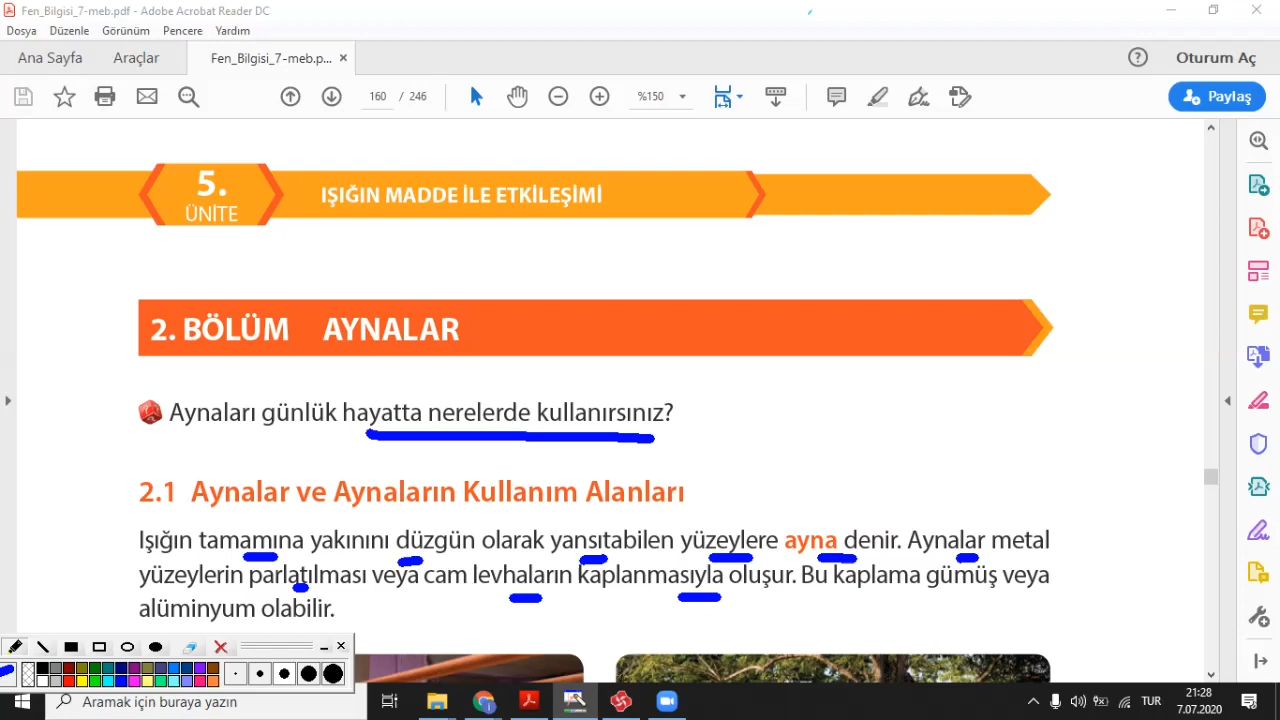 Fen_Bilgisi_7-meb.pdf - Adobe Acrobat Reader DC
Dosya Düzenle Görünüm Pencere Yardım
Ana Sayfa Araçlar Fen_Bilgisi_7-meb.p... × ? Oturum Aç
160 / 246 %150 Paylaş
5.
ÜNİTE
IŞIĞIN MADDE İLE ETKİLEŞİMİ
2. BÖLÜM AYNALAR
Aynaları günlük hayatta nerelerde kullanırsınız?
2.1 Aynalar ve Aynaların Kullanım Alanları
Işığın tamamına yakınını düzgün olarak yansıtabilen yüzeylere ayna denir. Aynalar metal
yüzeylerin parlatılması veya cam levhaların kaplanmasıyla oluşur. Bu kaplama gümüş veya
alüminyum olabilir.
Aramak için buraya yazın
TUR
21:28
7.07.2020